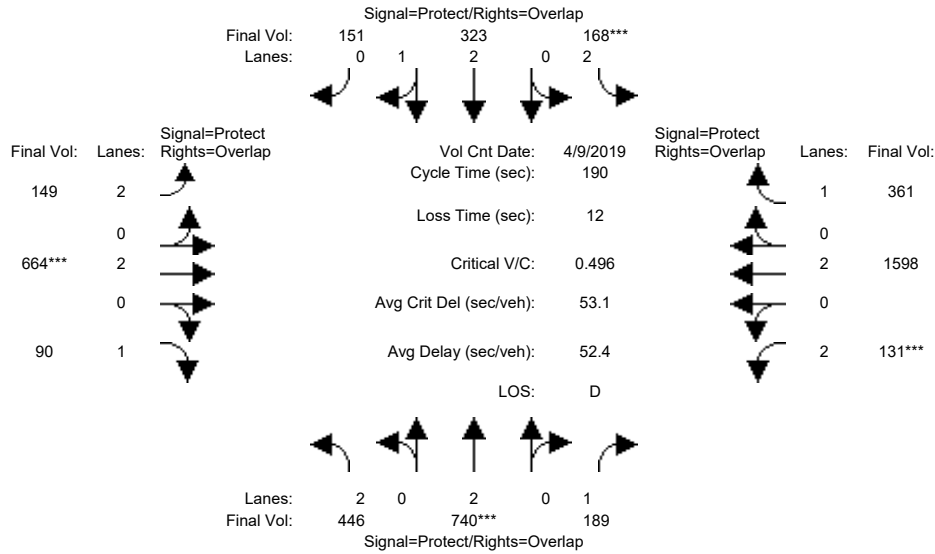 Signal=Protect/Rights=Overlap
Final Vol: 151 323 168***
Lanes: 0 1 2 0 2
Signal=Protect
Final Vol: Lanes: Rights=Overlap
Vol Cnt Date: 4/9/2019
Signal=Protect
Rights=Overlap Lanes: Final Vol:
Cycle Time (sec): 190
149 2
1 361
Loss Time (sec): 12
0
0
664*** 2
Critical V/C: 0.496
2 1598
0
Avg Crit Del (sec/veh): 53.1
0
90 1
Avg Delay (sec/veh): 52.4
2 131***
LOS: D
Lanes: 2 0 2 0 1
Final Vol: 446 740*** 189
Signal=Protect/Rights=Overlap